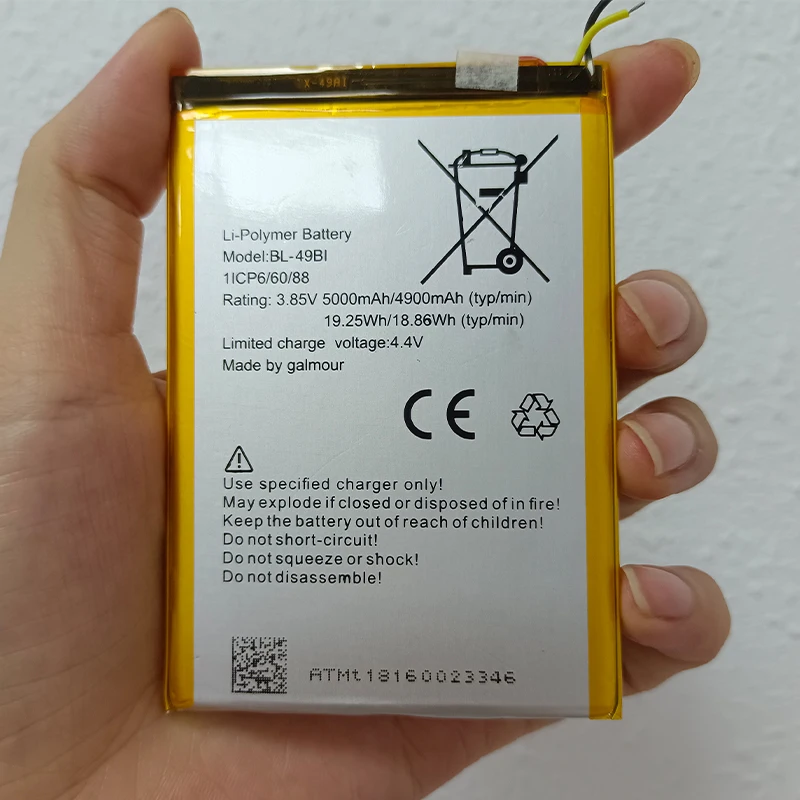 X-49AI
Li-Polymer Battery
Model:BL-49BI
1ICP6/60/88
Rating: 3.85V 5000mAh/4900mAh (typ/min)
19.25Wh/18.86Wh (typ/min)
Limited charge voltage:4.4V
Made by galmour
CE
Use specified charger only!
May explode if closed or disposed of in fire!
Keep the battery out of reach of children!
Do not short-circuit!
Do not squeeze or shock!
Do not disassemble!
ATMt18160023346